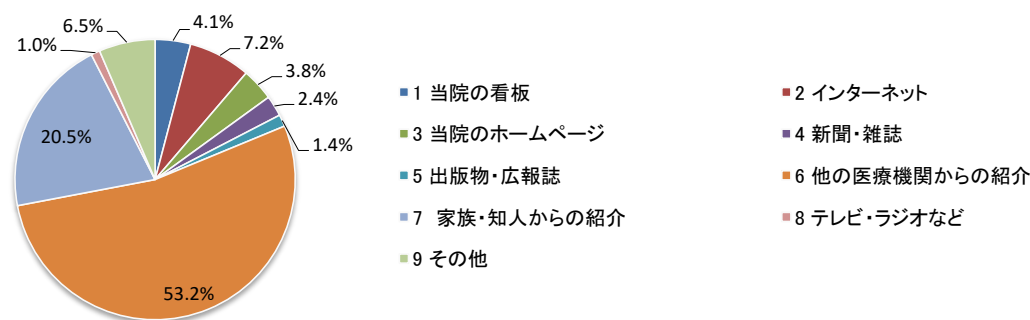 6.5%
4.1%
1.0%
7.2%
3.8%
2.4%
1.4%
20.5%
53.2%
1 当院の看板
2 インターネット
3 当院のホームページ
4 新聞・雑誌
5 出版物・広報誌
6 他の医療機関からの紹介
7 家族・知人からの紹介
8 テレビ・ラジオなど
9 その他